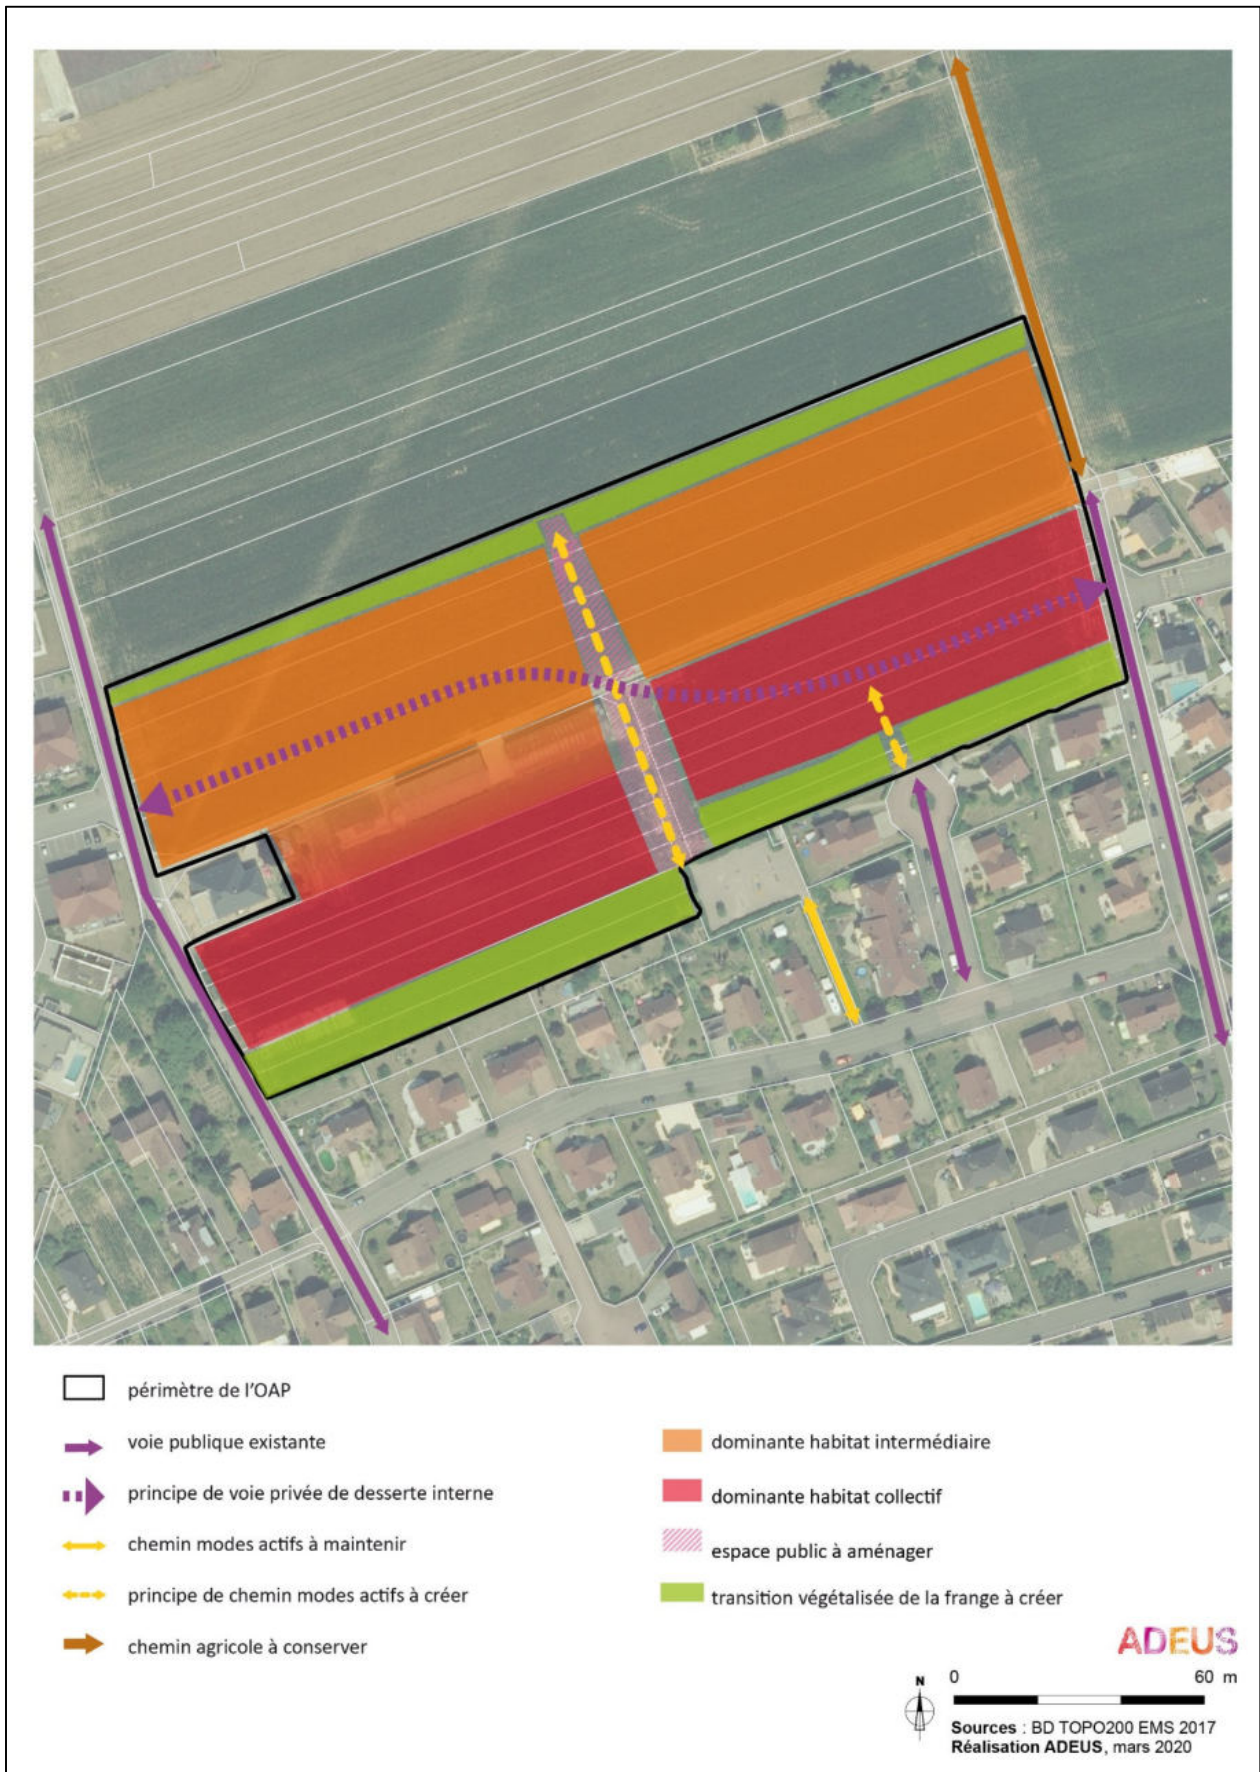 périmètre de l'OAP
voie publique existante
principe de voie privée de desserte interne
chemin modes actifs à maintenir
principe de chemin modes actifs à créer
chemin agricole à conserver
dominante habitat intermédiaire
dominante habitat collectif
espace public à aménager
transition végétalisée de la frange à créer
ADEUS
N
0 60 m
Sources : BD TOPO200 EMS 2017
Réalisation ADEUS, mars 2020